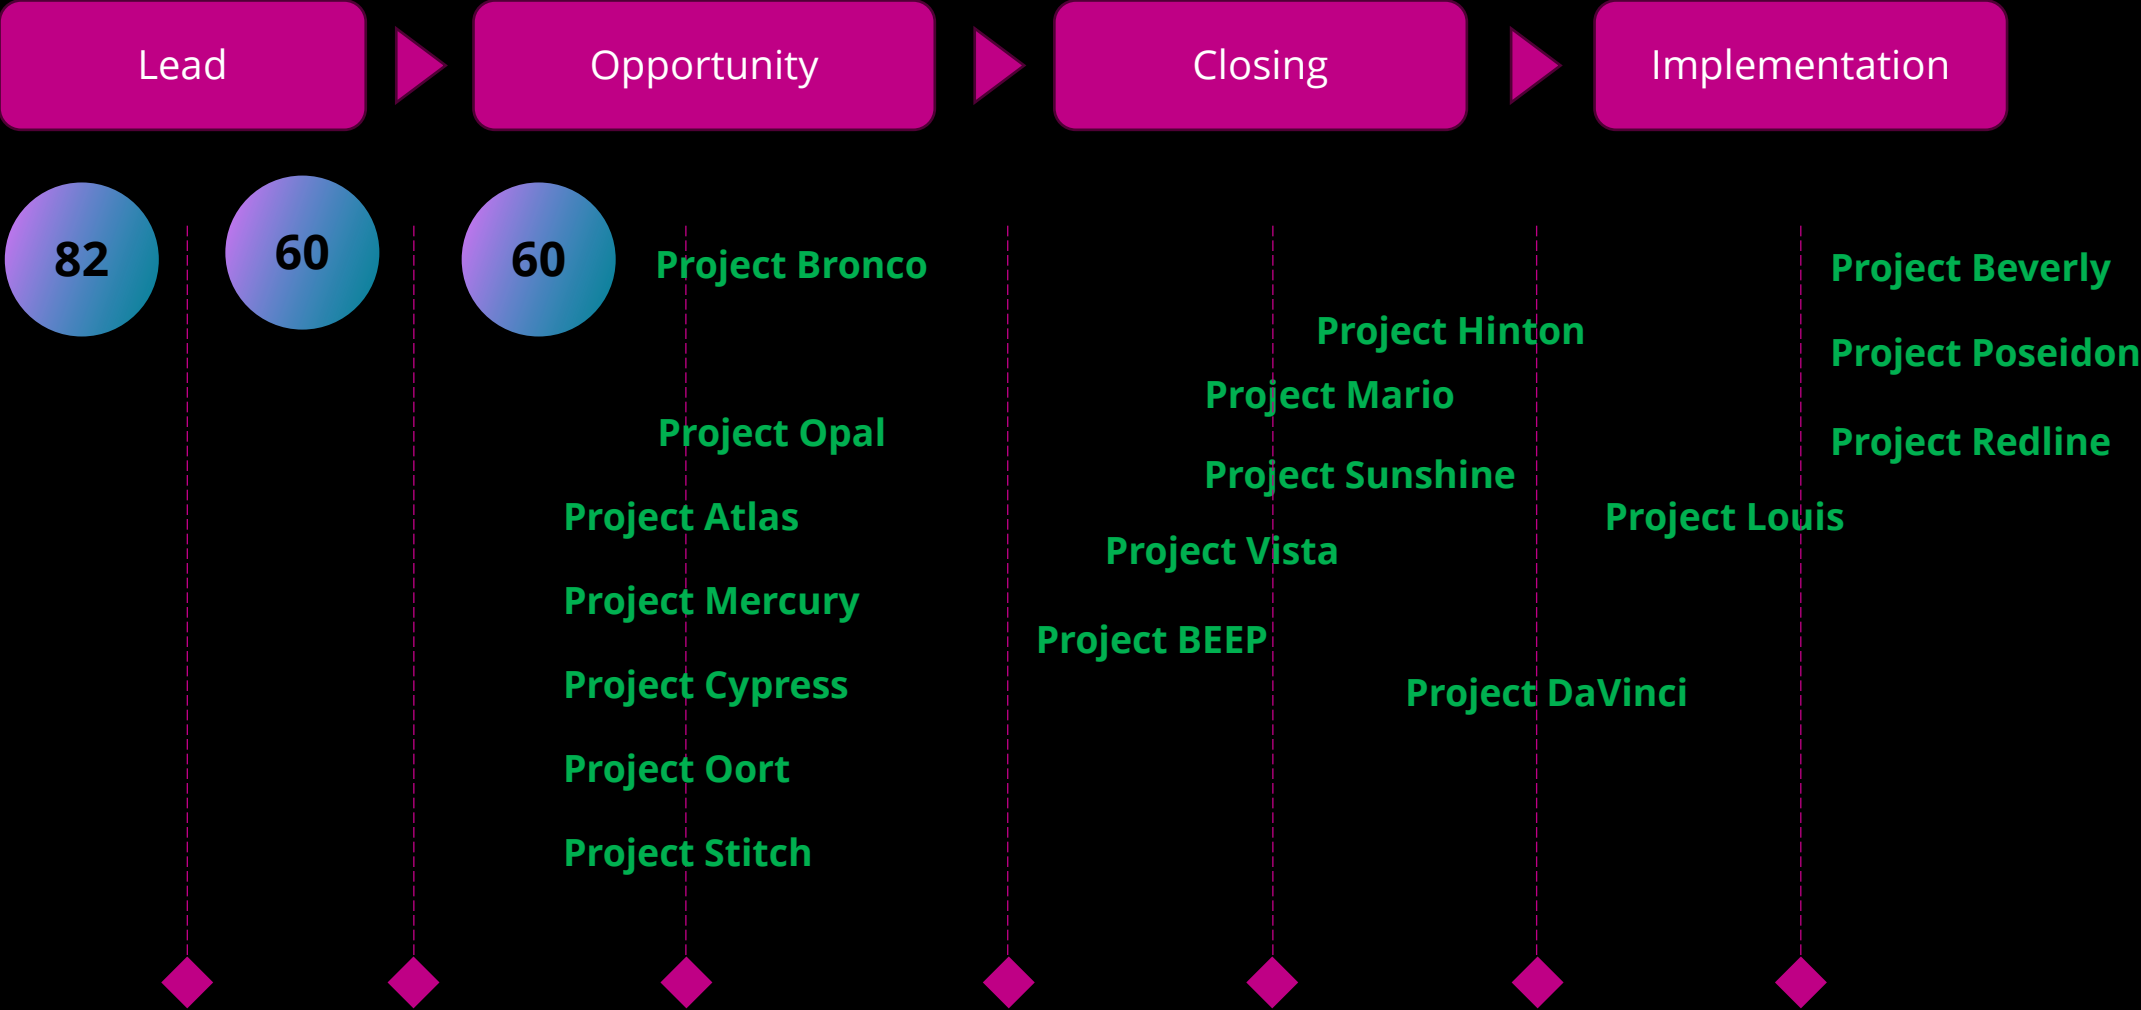 Lead
Opportunity
Closing
Implementation
82
60
60
Project Bronco
Project Beverly
Project Hinton
Project Poseidon
Project Mario
Project Opal
Project Redline
Project Sunshine
Project Atlas
Project Louis
Project Vista
Project Mercury
Project BEEP
Project Cypress
Project DaVinci
Project Oort
Project Stitch